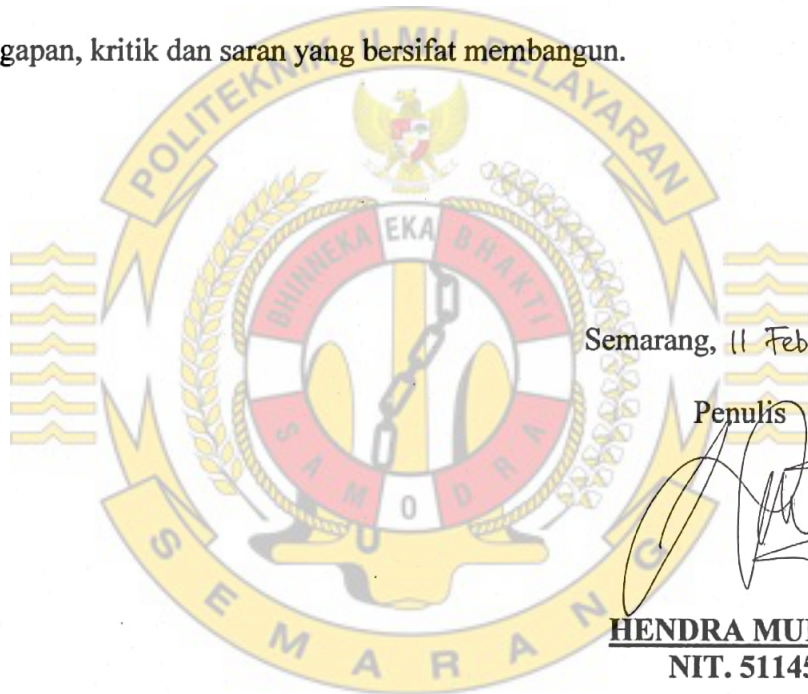 gapan, kritik dan saran yang bersifat membangun.
POLITEKNIK ILMU PELAYARAN
EKA
BHINNEKA BHAKTI
Semarang, 11 Feb
Penulis
SAMODRA
SEMARANG
HENDRA MU
NIT. 5114